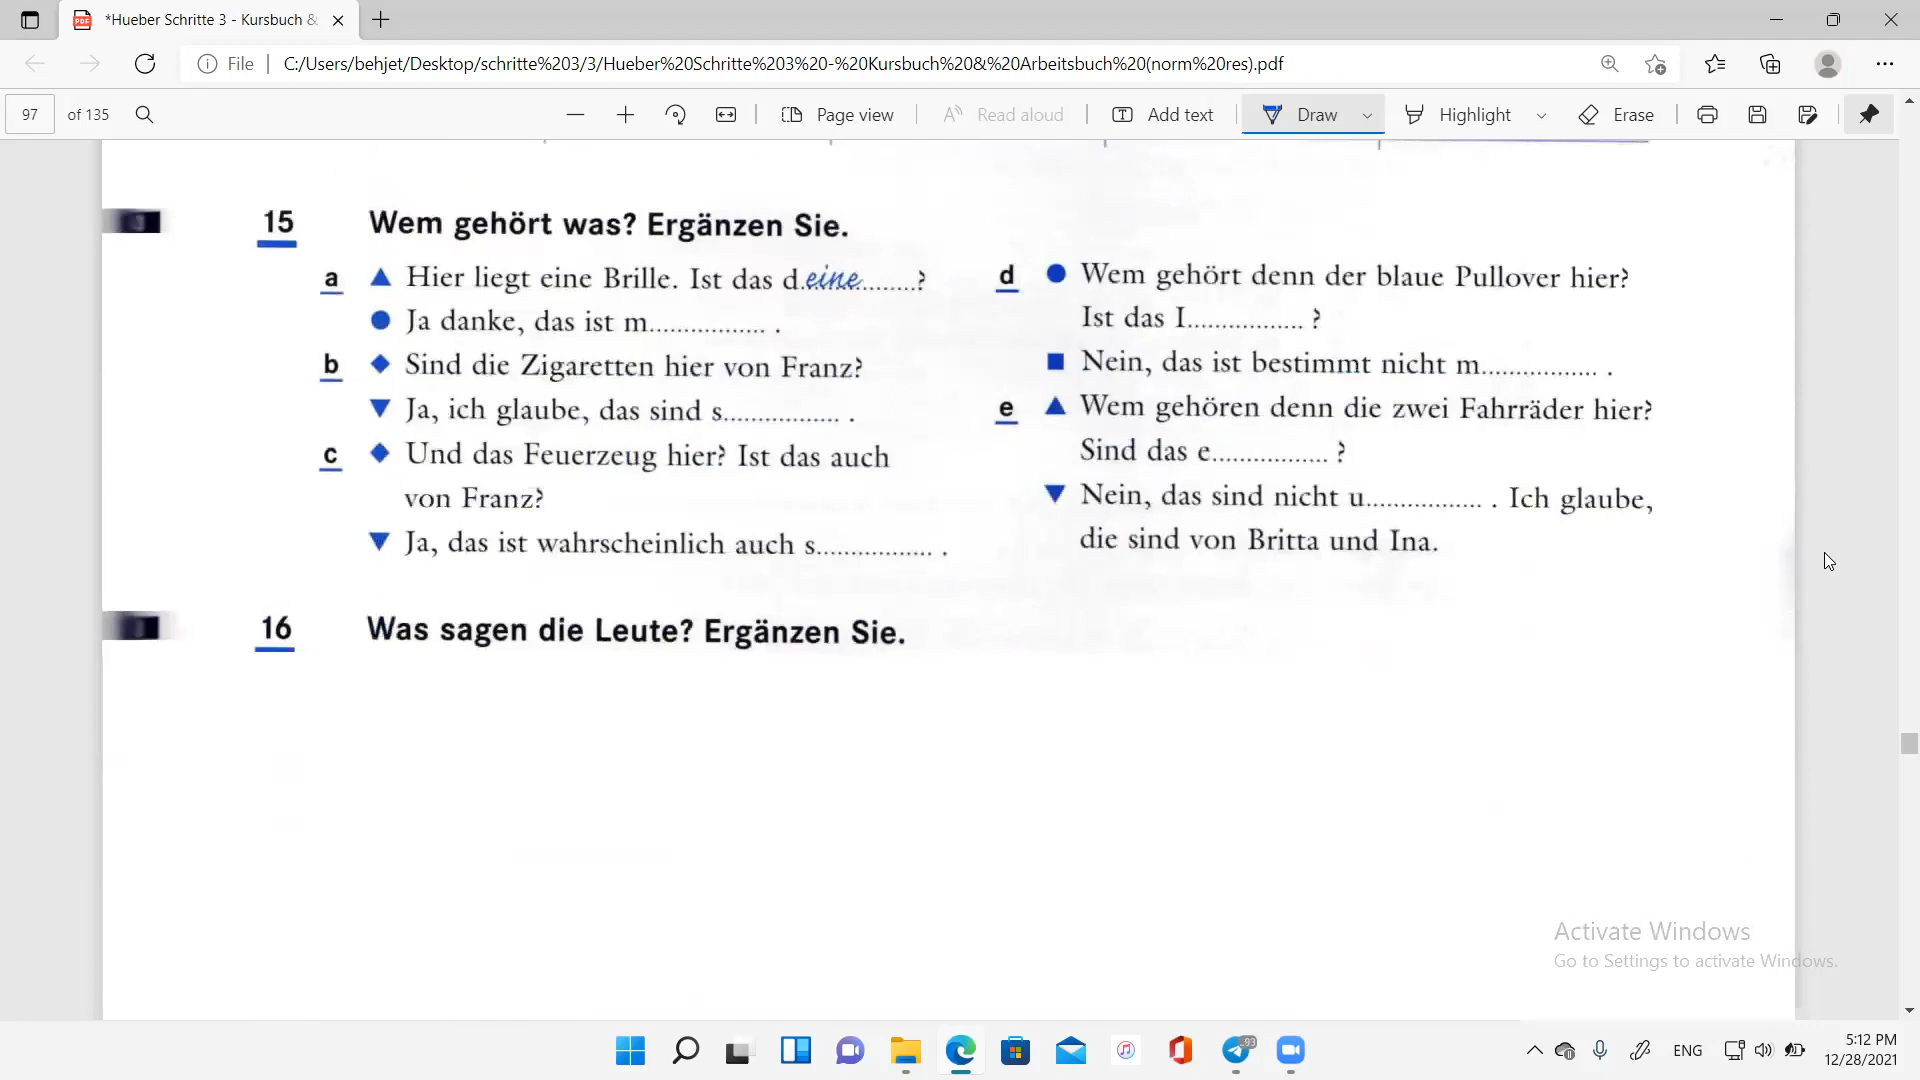 *Hueber Schritte 3 - Kursbuch &
File
C:/Users/behjet/Desktop/schritte%203/3/Hueber%20Schritte%203%20-%20Kursbuch%20&%20Arbeitsbuch%20(norm%20res).pdf
97 of 135
Page view
Read aloud
Add text
Draw
Highlight
Erase
15 Wem gehört was? Ergänzen Sie.
a Hier liegt eine Brille. Ist das d.eine........?
Ja danke, das ist m................. .
b Sind die Zigaretten hier von Franz?
Ja, ich glaube, das sind s................. .
c Und das Feuerzeug hier? Ist das auch
von Franz?
Ja, das ist wahrscheinlich auch s................. .
d Wem gehört denn der blaue Pullover hier?
Ist das I................. ?
Nein, das ist bestimmt nicht m................. .
e Wem gehören denn die zwei Fahrräder hier?
Sind das e................. ?
Nein, das sind nicht u................. . Ich glaube,
die sind von Britta und Ina.
16 Was sagen die Leute? Ergänzen Sie.
Activate Windows
Go to Settings to activate Windows.
93
ENG
5:12 PM
12/28/2021